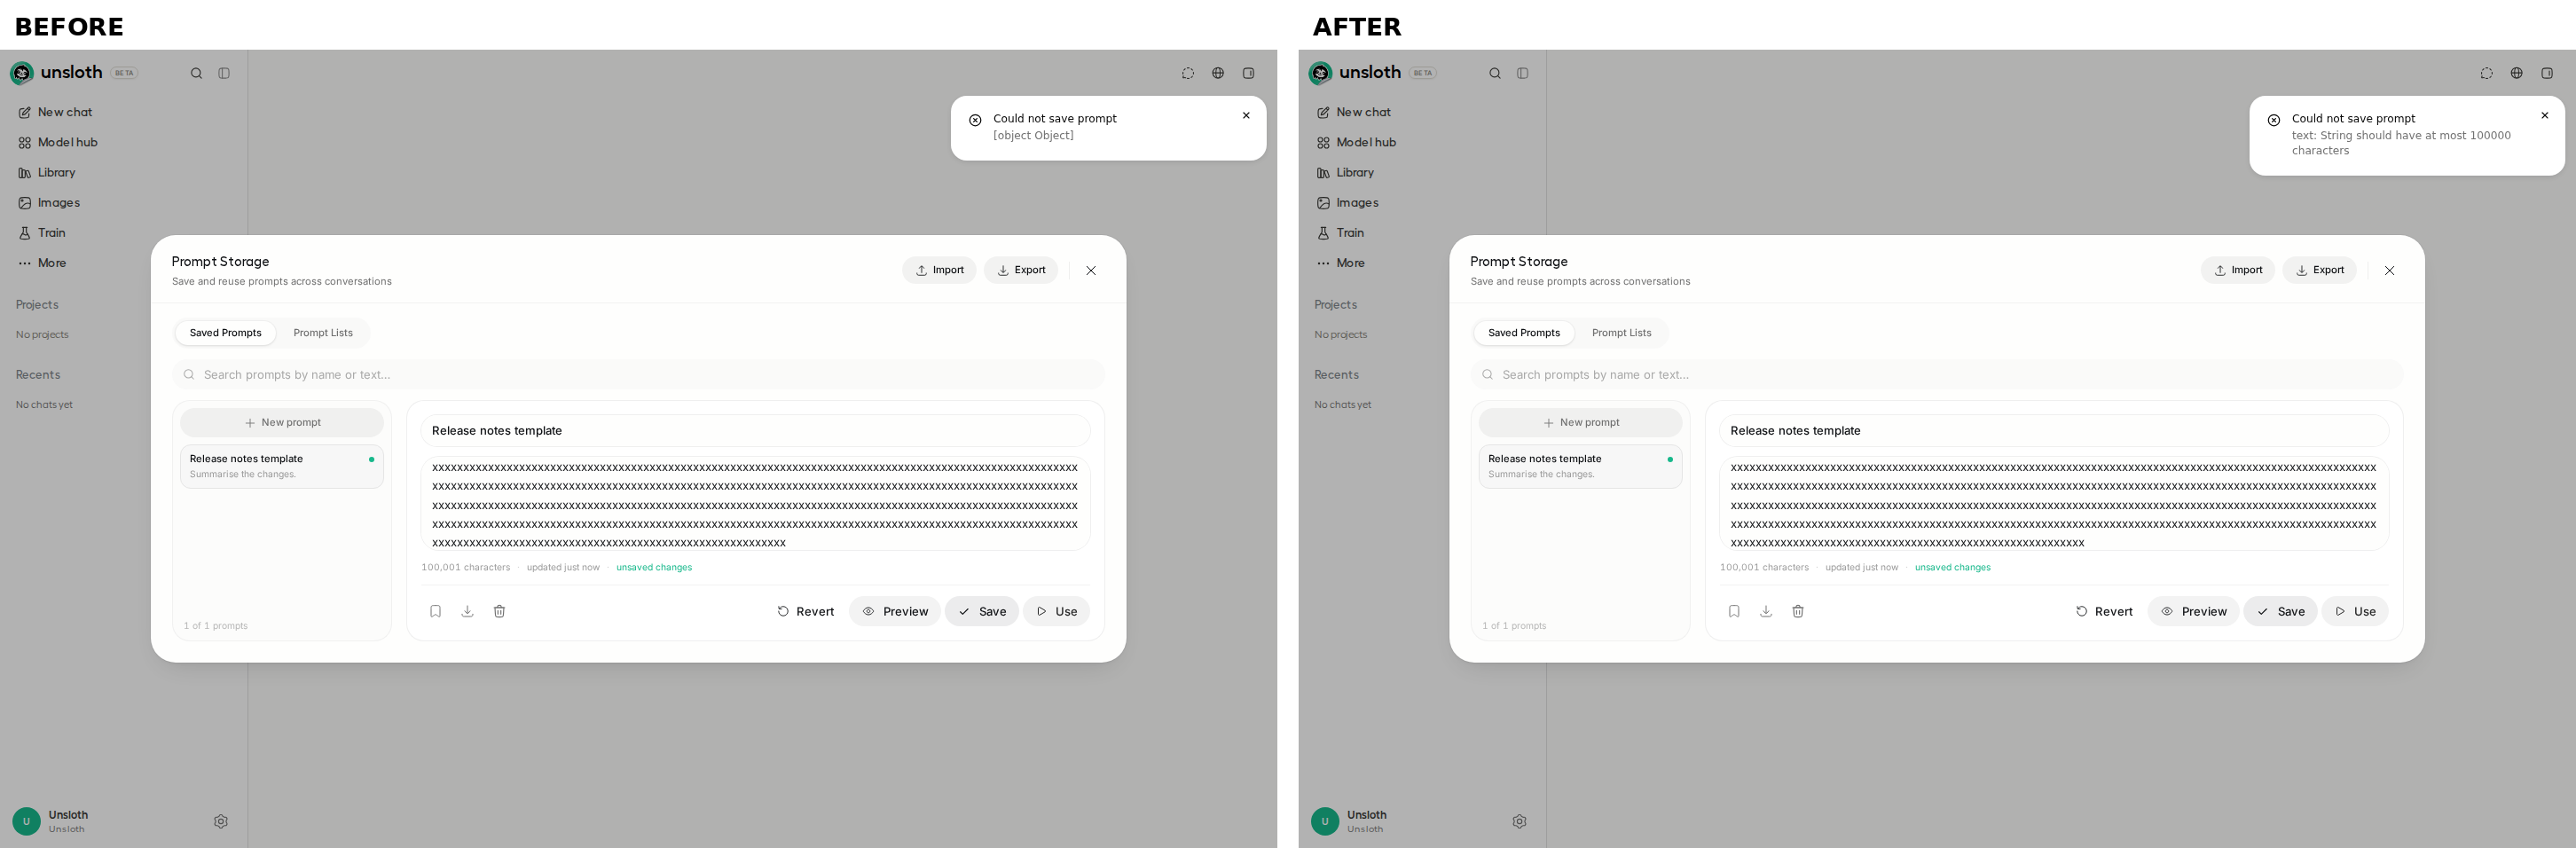 BEFORE
unsloth BETA
New chat
Model hub
Library
Images
Train
More
Projects
No projects
Recents
No chats yet
Could not save prompt
[object Object]
Prompt Storage
Save and reuse prompts across conversations
Import
Export
Saved Prompts
Prompt Lists
Search prompts by name or text...
New prompt
Release notes template
Summarise the changes.
1 of 1 prompts
Release notes template
100,001 characters · updated just now · unsaved changes
Revert
Preview
Save
Use
U
Unsloth
Unsloth
AFTER
unsloth BETA
New chat
Model hub
Library
Images
Train
More
Projects
No projects
Recents
No chats yet
Could not save prompt
text: String should have at most 100000
characters
Prompt Storage
Save and reuse prompts across conversations
Import
Export
Saved Prompts
Prompt Lists
Search prompts by name or text...
New prompt
Release notes template
Summarise the changes.
1 of 1 prompts
Release notes template
100,001 characters · updated just now · unsaved changes
Revert
Preview
Save
Use
U
Unsloth
Unsloth